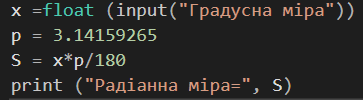 x =float (input("Градусна міра"))
p = 3.14159265
S = x*p/180
print ("Радіанна міра=", S)